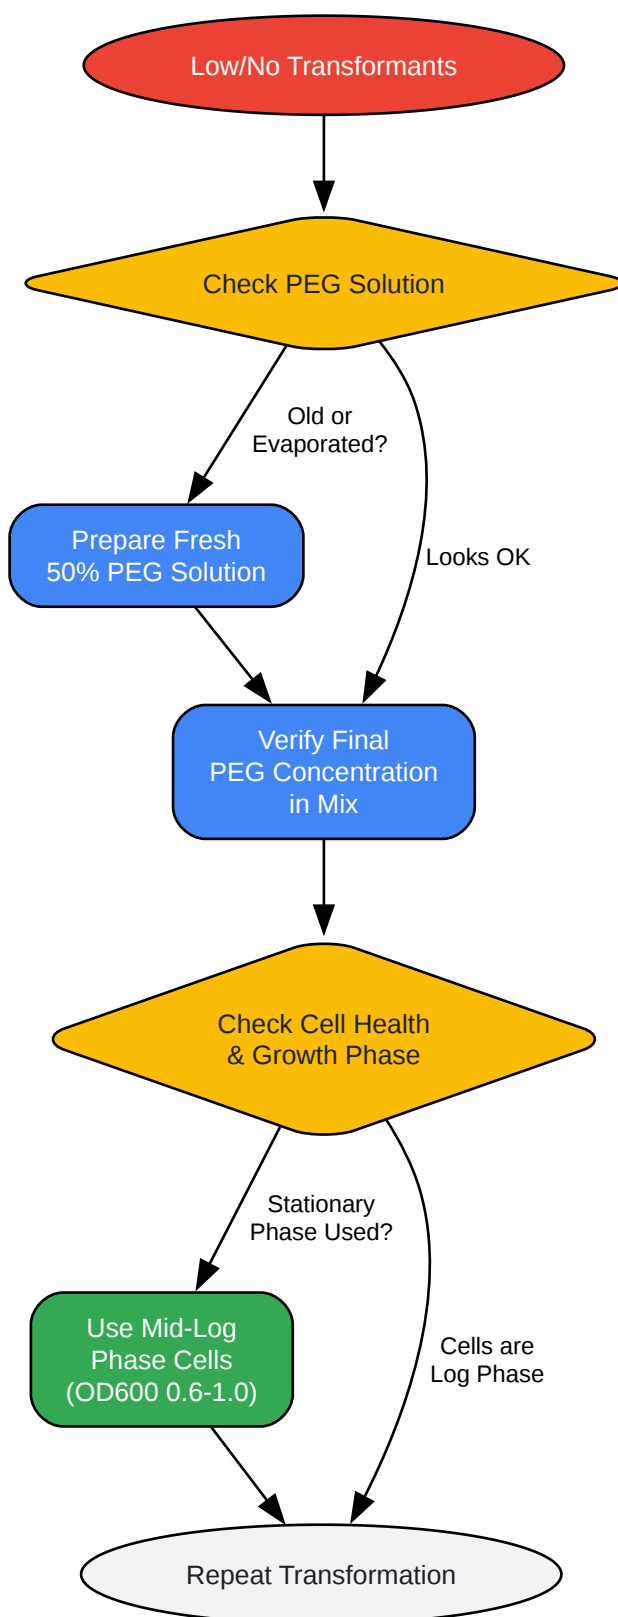 Low/No Transformants
Check PEG Solution
Old or
Evaporated?
Prepare Fresh
50% PEG Solution
Looks OK
Verify Final
PEG Concentration
in Mix
Check Cell Health
& Growth Phase
Stationary
Phase Used?
Use Mid-Log
Phase Cells
(OD600 0.6-1.0)
Cells are
Log Phase
Repeat Transformation